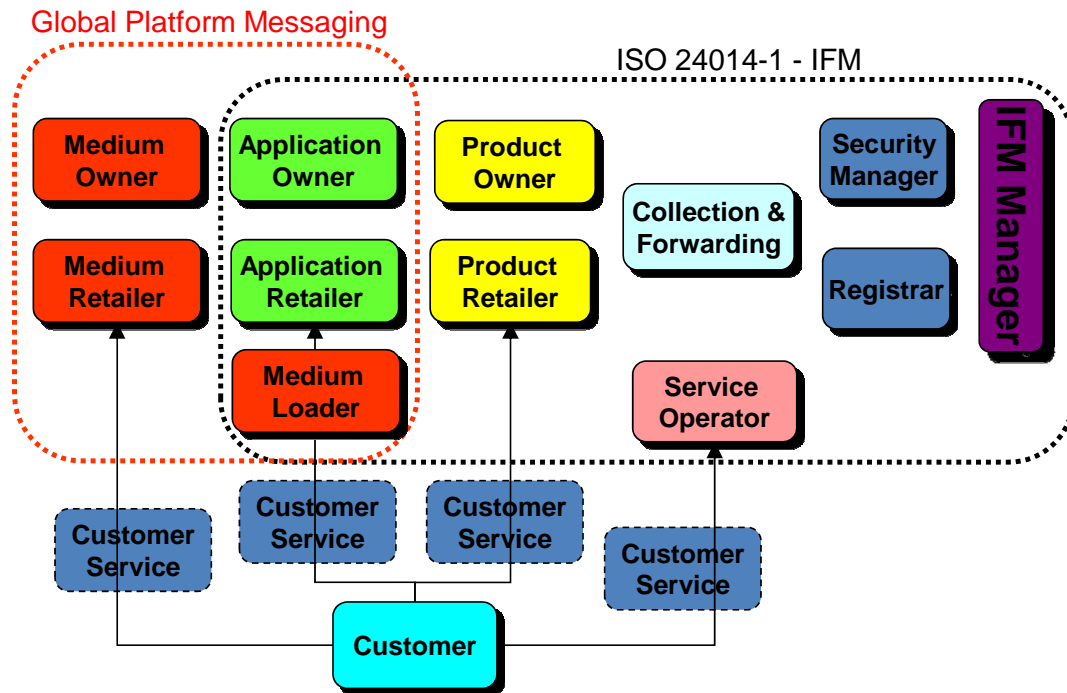 Global Platform Messaging
ISO 24014-1 - IFM
Medium
Owner
Application
Owner
Product
Owner
Security
Manager
IFM Manager
Collection &
Forwarding
Medium
Retailer
Application
Retailer
Product
Retailer
Registrar
Medium
Loader
Service
Operator
Customer
Service
Customer
Service
Customer
Service
Customer
Service
Customer